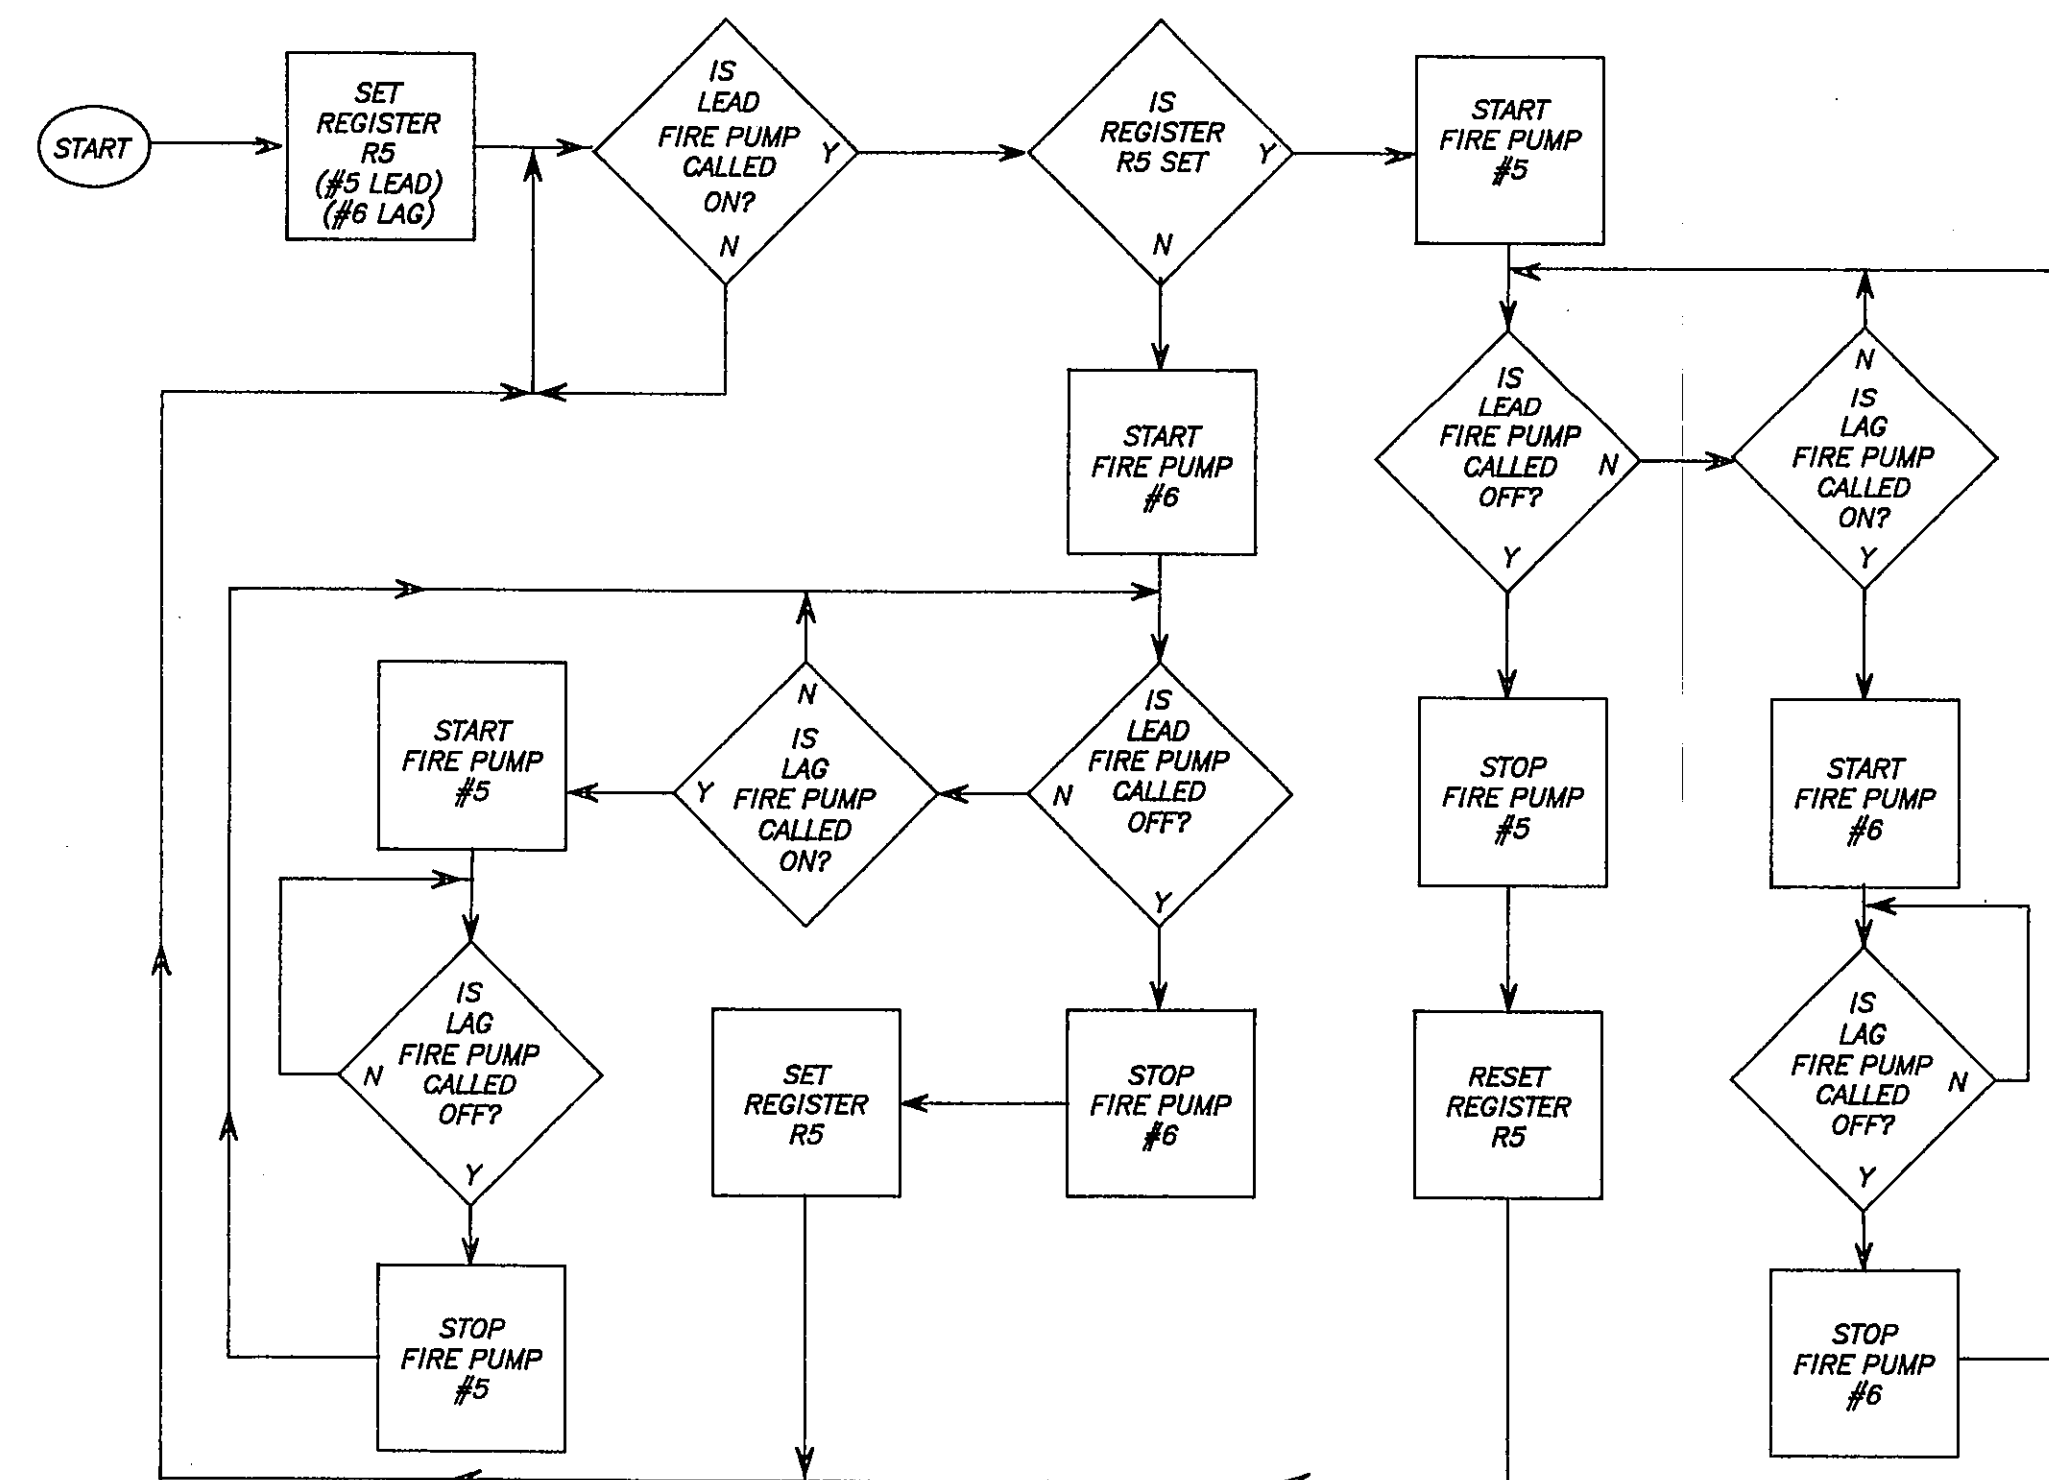 START
SET
REGISTER
R5
(#5 LEAD)
(#6 LAG)
IS
LEAD
FIRE PUMP
CALLED
ON?
Y
N
IS
REGISTER
R5 SET
Y
N
START
FIRE PUMP
#5
START
FIRE PUMP
#6
IS
LEAD
FIRE PUMP
CALLED
OFF?
N
Y
N
IS
LAG
FIRE PUMP
CALLED
ON?
Y
START
FIRE PUMP
#5
N
IS
LAG
FIRE PUMP
CALLED
ON?
Y
IS
LEAD
FIRE PUMP
CALLED
OFF?
N
Y
STOP
FIRE PUMP
#5
START
FIRE PUMP
#6
IS
LAG
FIRE PUMP
CALLED
OFF?
N
Y
SET
REGISTER
R5
STOP
FIRE PUMP
#6
RESET
REGISTER
R5
IS
LAG
FIRE PUMP
CALLED
OFF?
N
Y
STOP
FIRE PUMP
#5
STOP
FIRE PUMP
#6